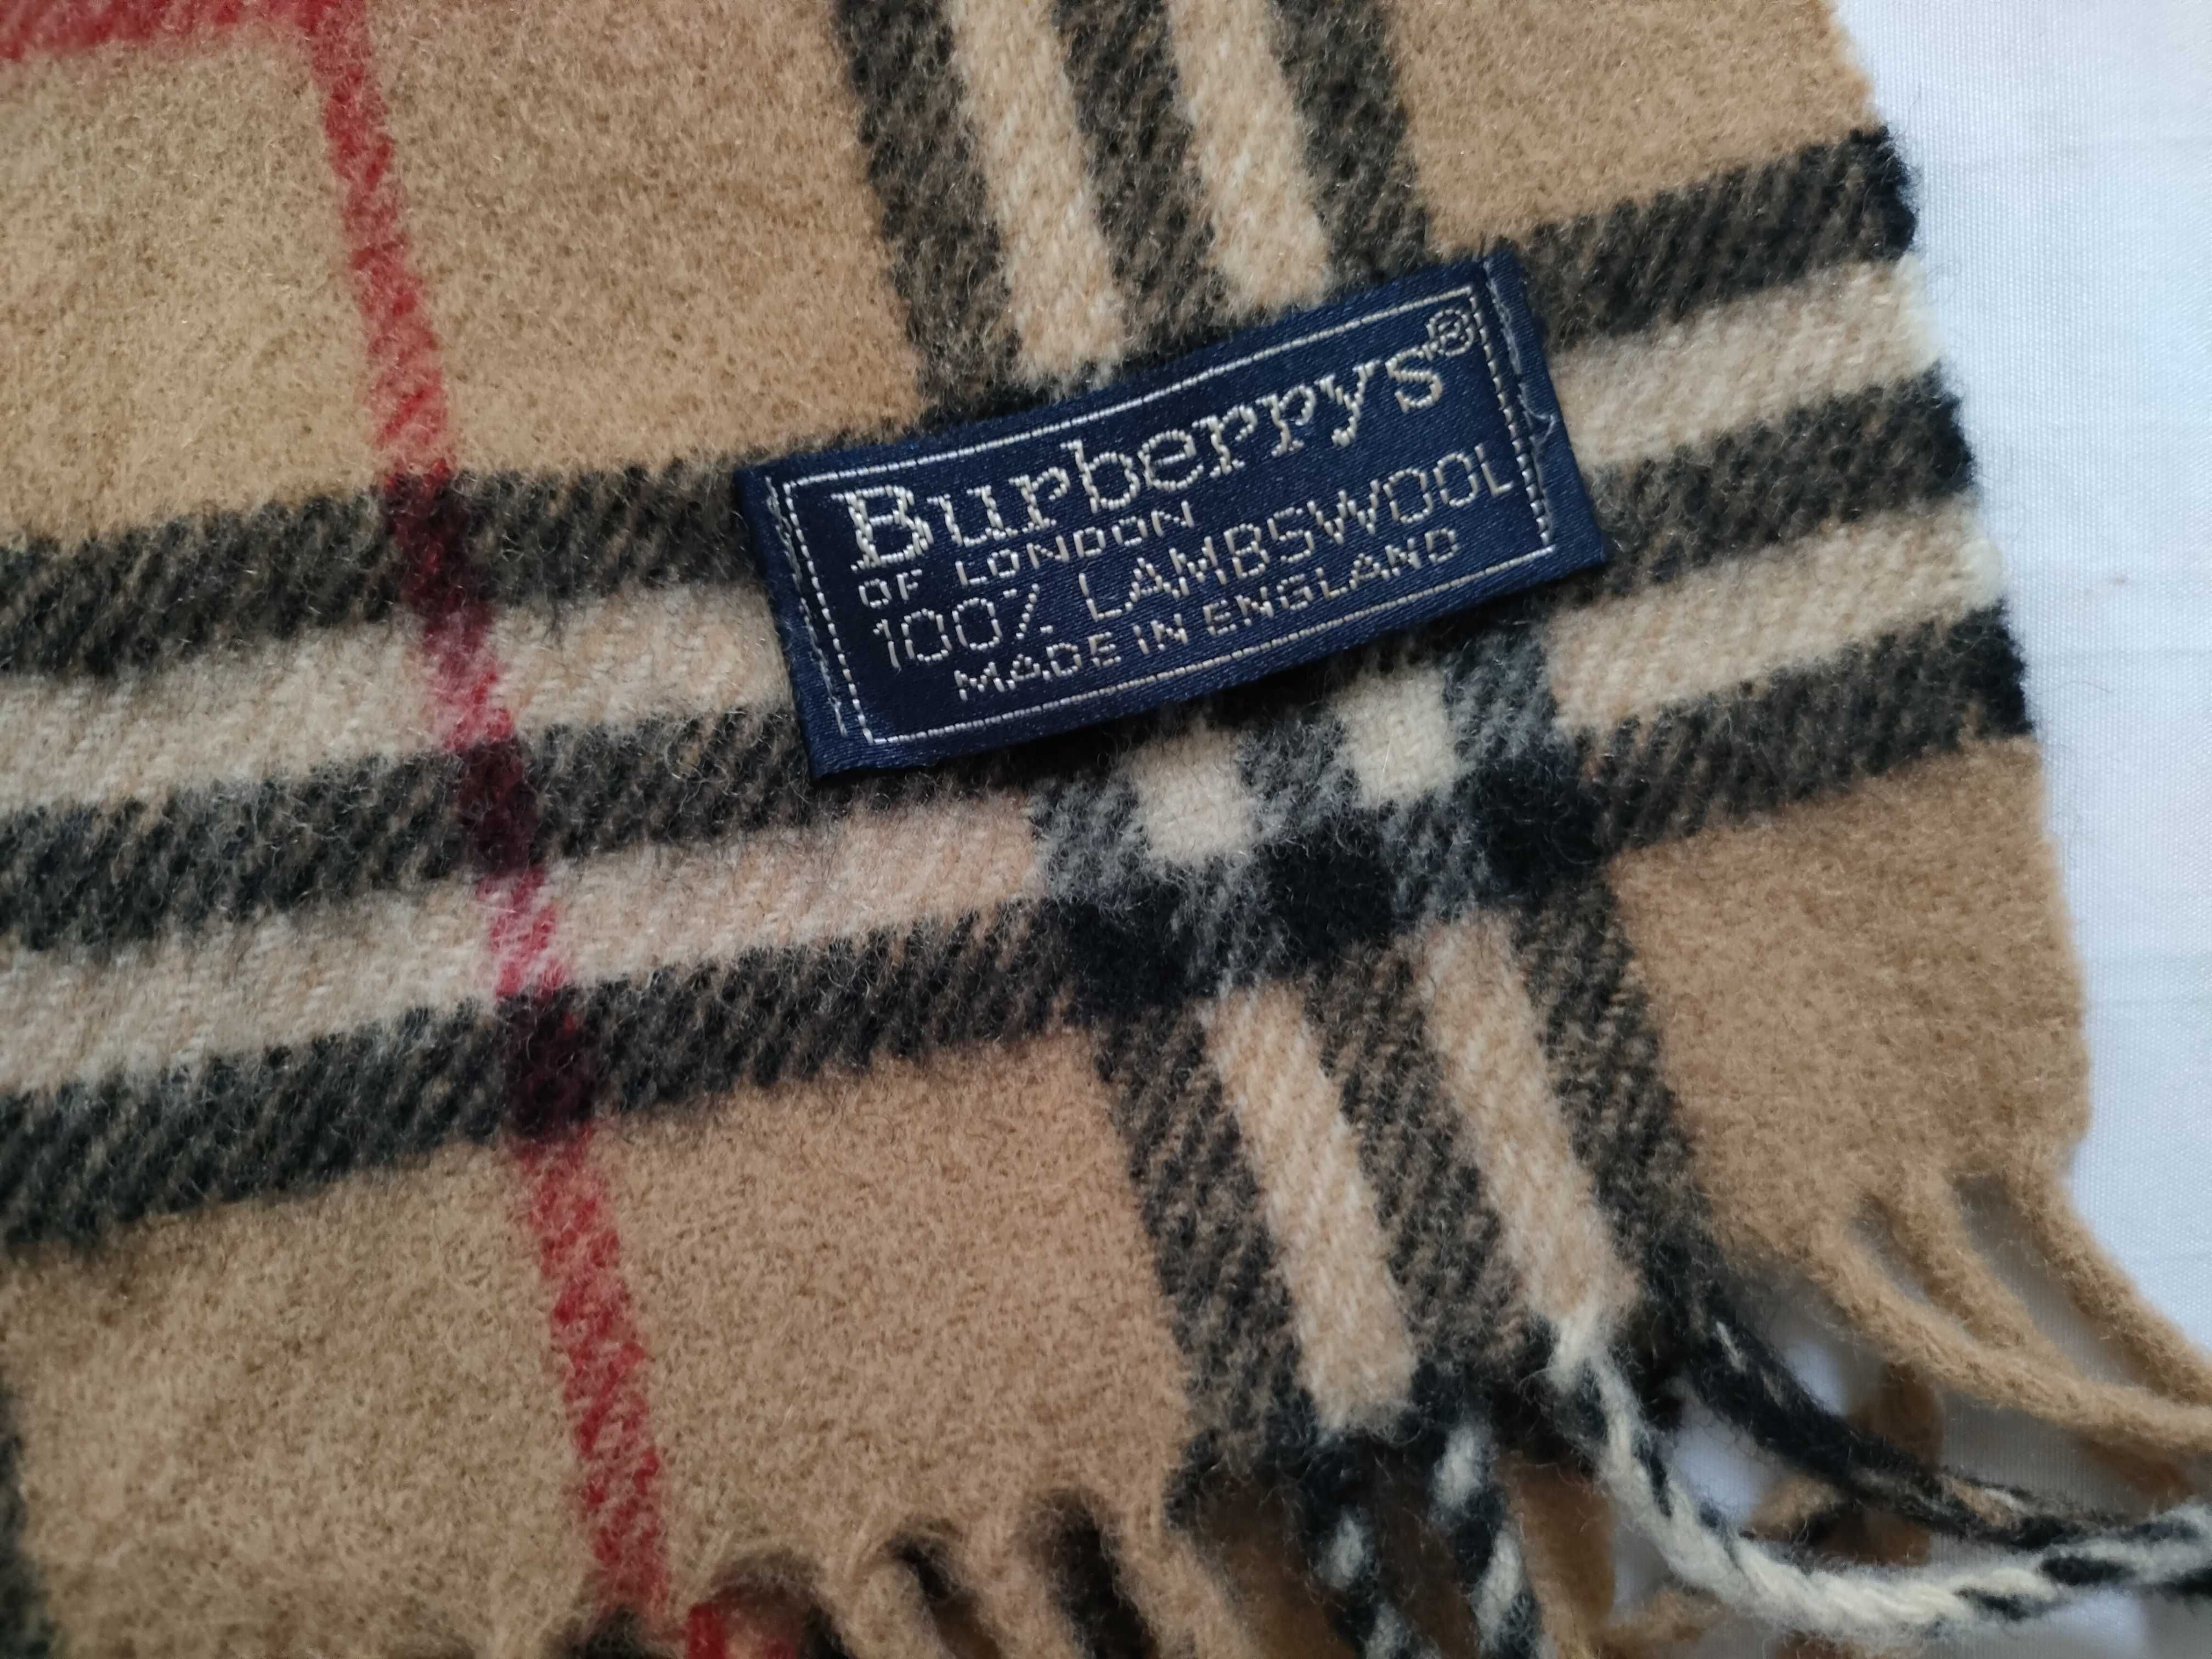 Burberrys®
OF LONDON
100% LAMBSWOOL
MADE IN ENGLAND